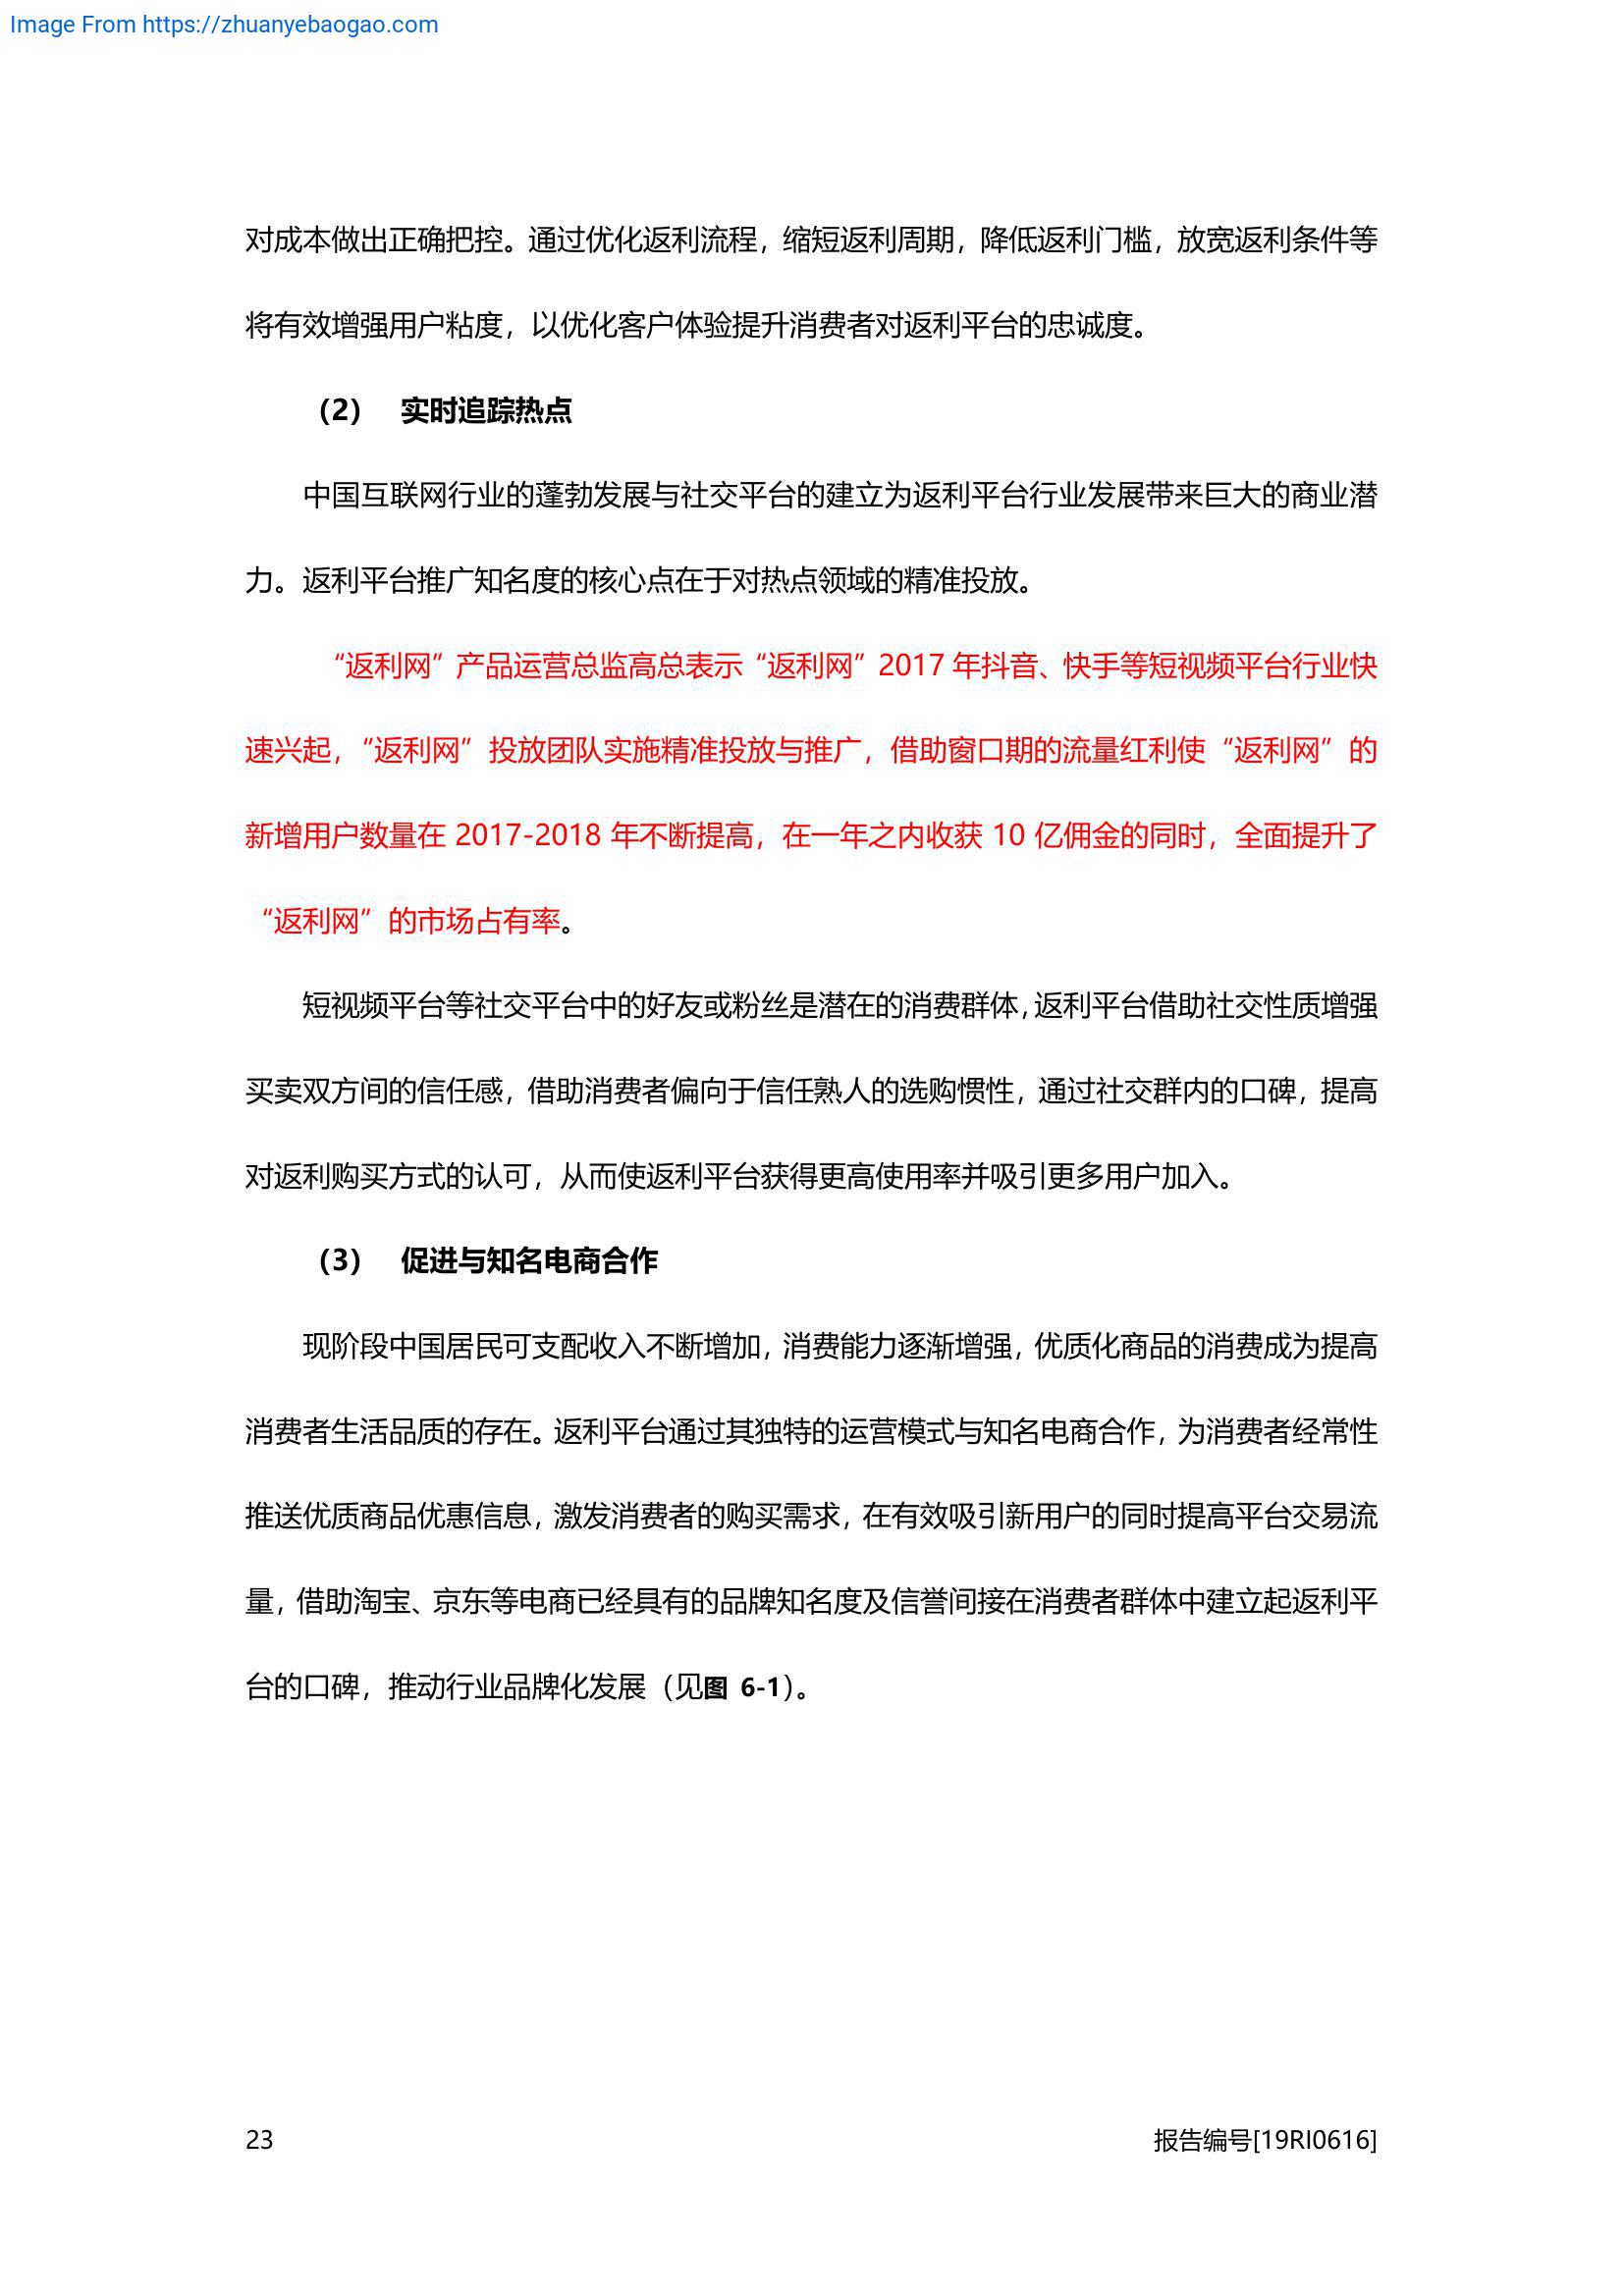 Image From https://zhuanyebaogao.com
对成本做出正确把控。通过优化返利流程，缩短返利周期，降低返利门槛，放宽返利条件等
将有效增强用户粘度，以优化客户体验提升消费者对返利平台的忠诚度。
（2） 实时追踪热点
中国互联网行业的蓬勃发展与社交平台的建立为返利平台行业发展带来巨大的商业潜
力。返利平台推广知名度的核心点在于对热点领域的精准投放。
“返利网”产品运营总监高总表示“返利网”2017 年抖音、快手等短视频平台行业快
速兴起，“返利网”投放团队实施精准投放与推广，借助窗口期的流量红利使“返利网”的
新增用户数量在 2017-2018 年不断提高，在一年之内收获 10 亿佣金的同时，全面提升了
“返利网”的市场占有率。
短视频平台等社交平台中的好友或粉丝是潜在的消费群体，返利平台借助社交性质增强
买卖双方间的信任感，借助消费者偏向于信任熟人的选购惯性，通过社交群内的口碑，提高
对返利购买方式的认可，从而使返利平台获得更高使用率并吸引更多用户加入。
（3） 促进与知名电商合作
现阶段中国居民可支配收入不断增加，消费能力逐渐增强，优质化商品的消费成为提高
消费者生活品质的存在。返利平台通过其独特的运营模式与知名电商合作，为消费者经常性
推送优质商品优惠信息，激发消费者的购买需求，在有效吸引新用户的同时提高平台交易流
量，借助淘宝、京东等电商已经具有的品牌知名度及信誉间接在消费者群体中建立起返利平
台的口碑，推动行业品牌化发展（见图 6-1）。
23 报告编号[19RI0616]